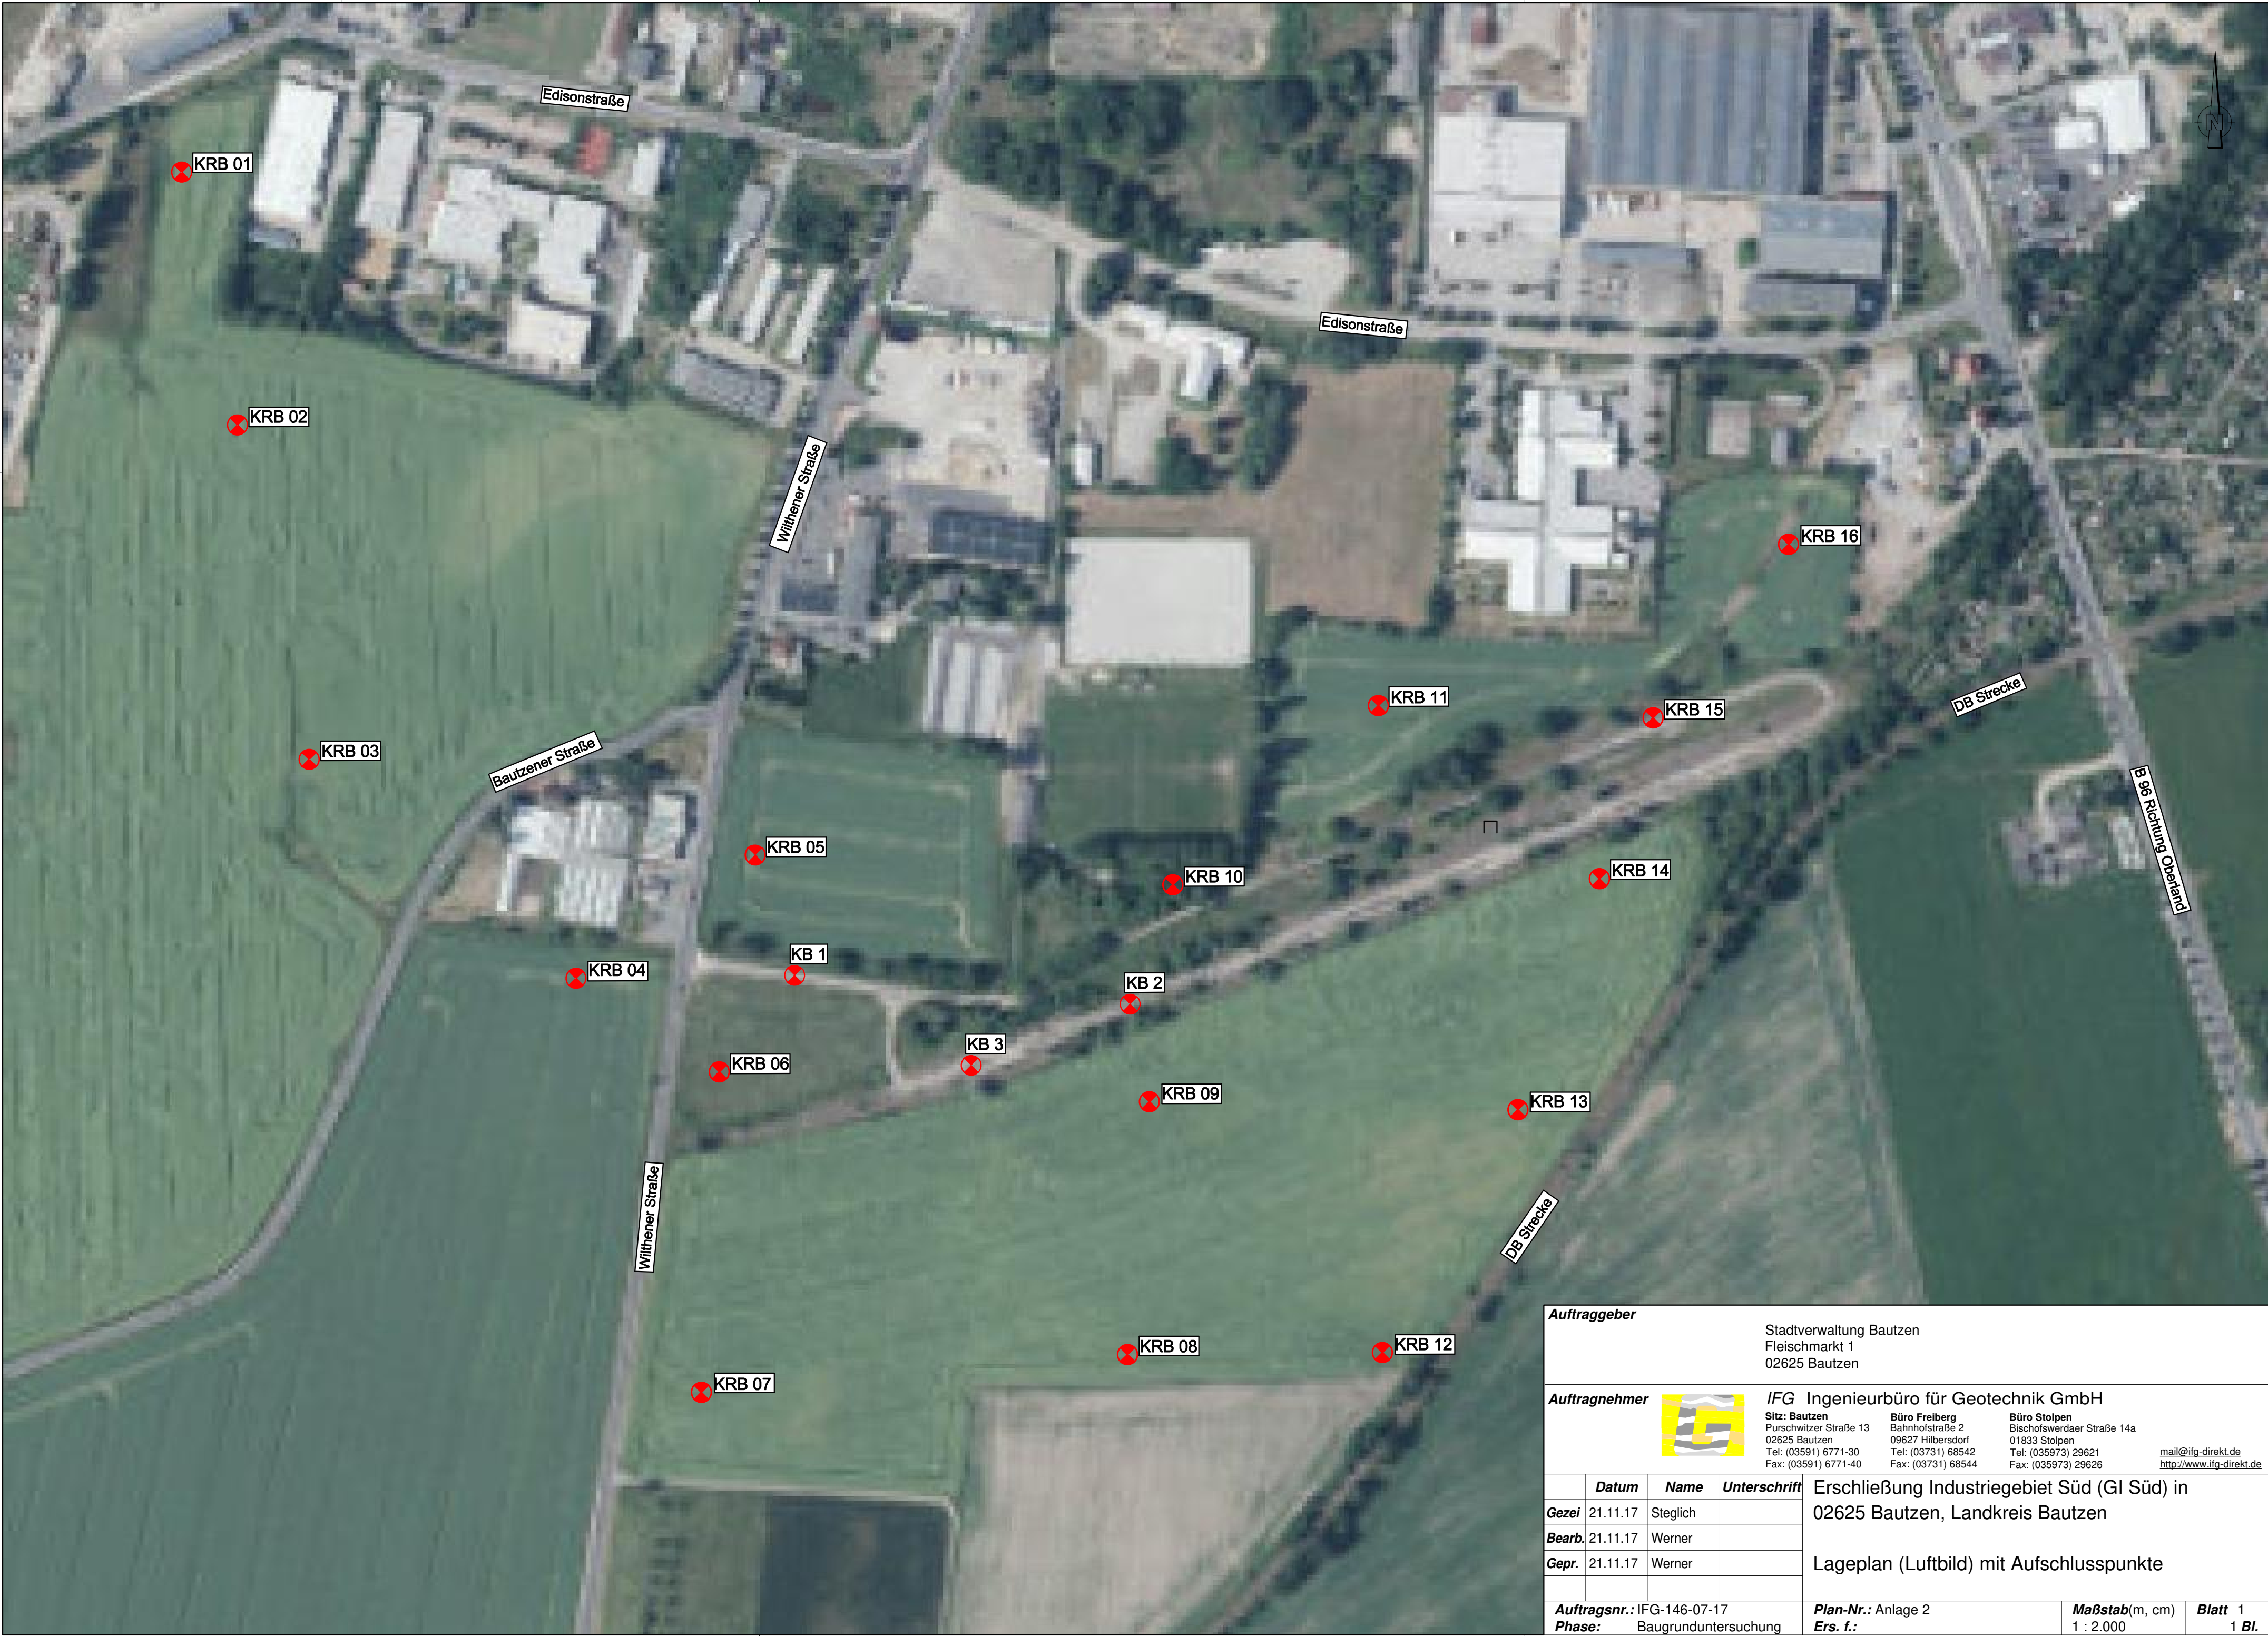 Edisonstraße
KRB 01
N
Edisonstraße
KRB 02
Wilthener Straße
KRB 16
KRB 11
KRB 15
DB Strecke
KRB 03
Bautzener Straße
B 96 Richtung Oberland
KRB 05
KRB 14
KRB 10
KB 1
KRB 04
KB 2
KB 3
KRB 06
KRB 09
KRB 13
Wilthener Straße
DB Strecke
KRB 08
KRB 12
KRB 07
Auftraggeber
Stadtverwaltung Bautzen
Fleischmarkt 1
02625 Bautzen
Auftragnehmer
IFG Ingenieurbüro für Geotechnik GmbH
Sitz: Bautzen
Purschwitzer Straße 13
02625 Bautzen
Tel: (03591) 6771-30
Fax: (03591) 6771-40
Büro Freiberg
Bahnhofstraße 2
09627 Hilbersdorf
Tel: (03731) 68542
Fax: (03731) 68544
Büro Stolpen
Bischofswerdaer Straße 14a
01833 Stolpen
Tel: (035973) 29621
Fax: (035973) 29626
mail@ifg-direkt.de
http://www.ifg-direkt.de
Datum Name Unterschrift
Gezei 21.11.17 Steglich
Bearb. 21.11.17 Werner
Gepr. 21.11.17 Werner
Erschließung Industriegebiet Süd (GI Süd) in
02625 Bautzen, Landkreis Bautzen
Lageplan (Luftbild) mit Aufschlusspunkte
Auftragsnr.: IFG-146-07-17
Phase: Baugrunduntersuchung
Plan-Nr.: Anlage 2
Ers. f.:
Maßstab(m, cm)
1 : 2.000
Blatt 1
1 Bl.